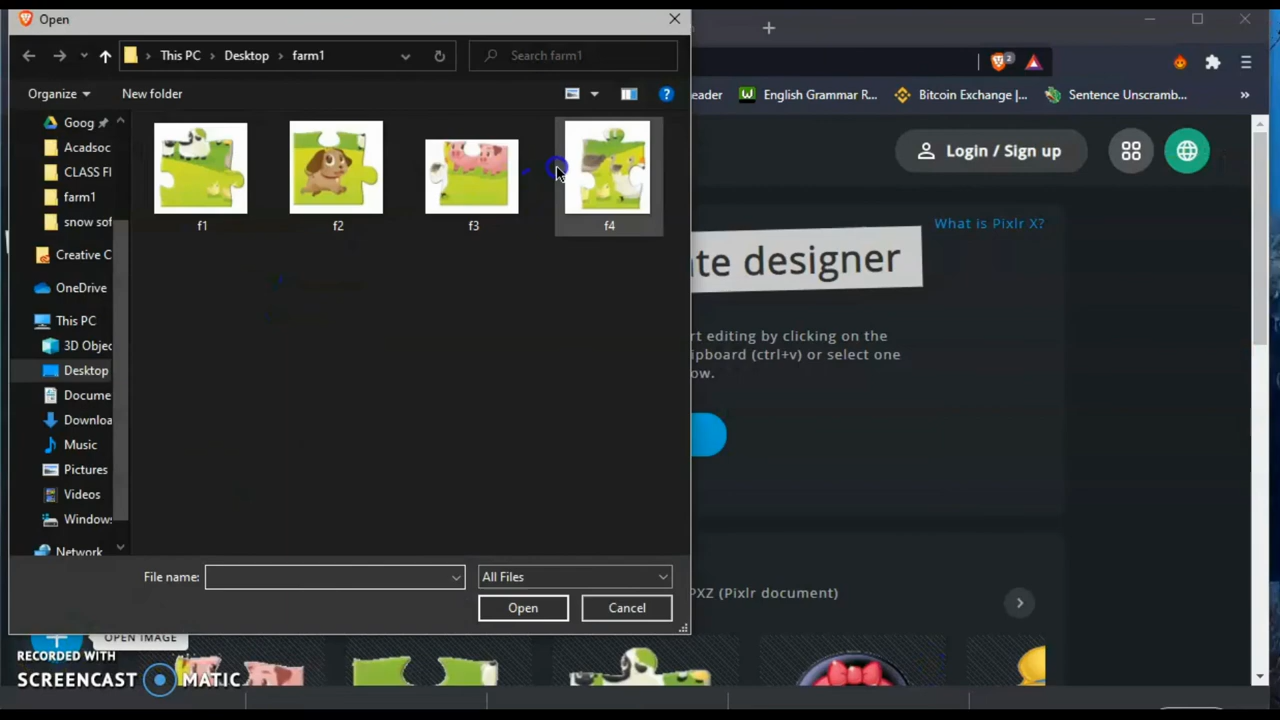 Open
This PC
Desktop
farm1
Search farm1
Organize
New folder
Goog
Acadsoc
CLASS FI
farm1
snow sof
Creative C
OneDrive
This PC
3D Objec
Desktop
Docume
Downloa
Music
Pictures
Videos
Windows
Network
f1
f2
f3
f4
File name:
All Files
Open
Cancel
2
eader
English Grammar R...
Bitcoin Exchange |...
Sentence Unscramb...
»
Login / Sign up
What is Pixlr X?
te designer
rt editing by clicking on the
ipboard (ctrl+v) or select one
ow.
PXZ (Pixlr document)
OPEN IMAGE
RECORDED WITH
SCREENCAST MATIC